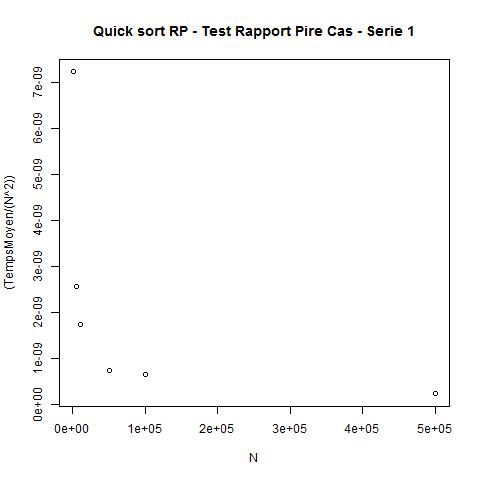 Quick sort RP - Test Rapport Pire Cas - Serie 1
(TempsMoyen/(N^2))
7e-09
6e-09
5e-09
4e-09
3e-09
2e-09
1e-09
0e+00
0e+00 1e+05 2e+05 3e+05 4e+05 5e+05
N